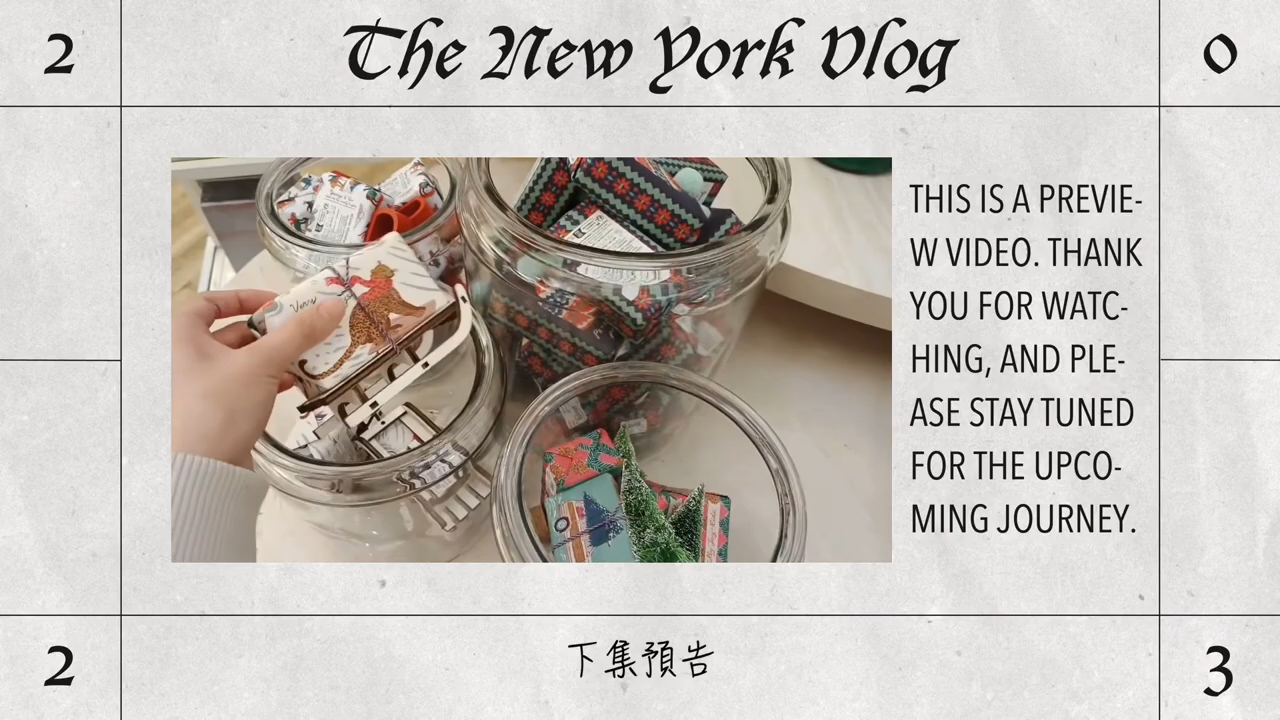 2
The New York Vlog
0
THIS IS A PREVIE-
W VIDEO. THANK
YOU FOR WATC-
HING, AND PLE-
ASE STAY TUNED
FOR THE UPCO-
MING JOURNEY.
2
下集預告
3